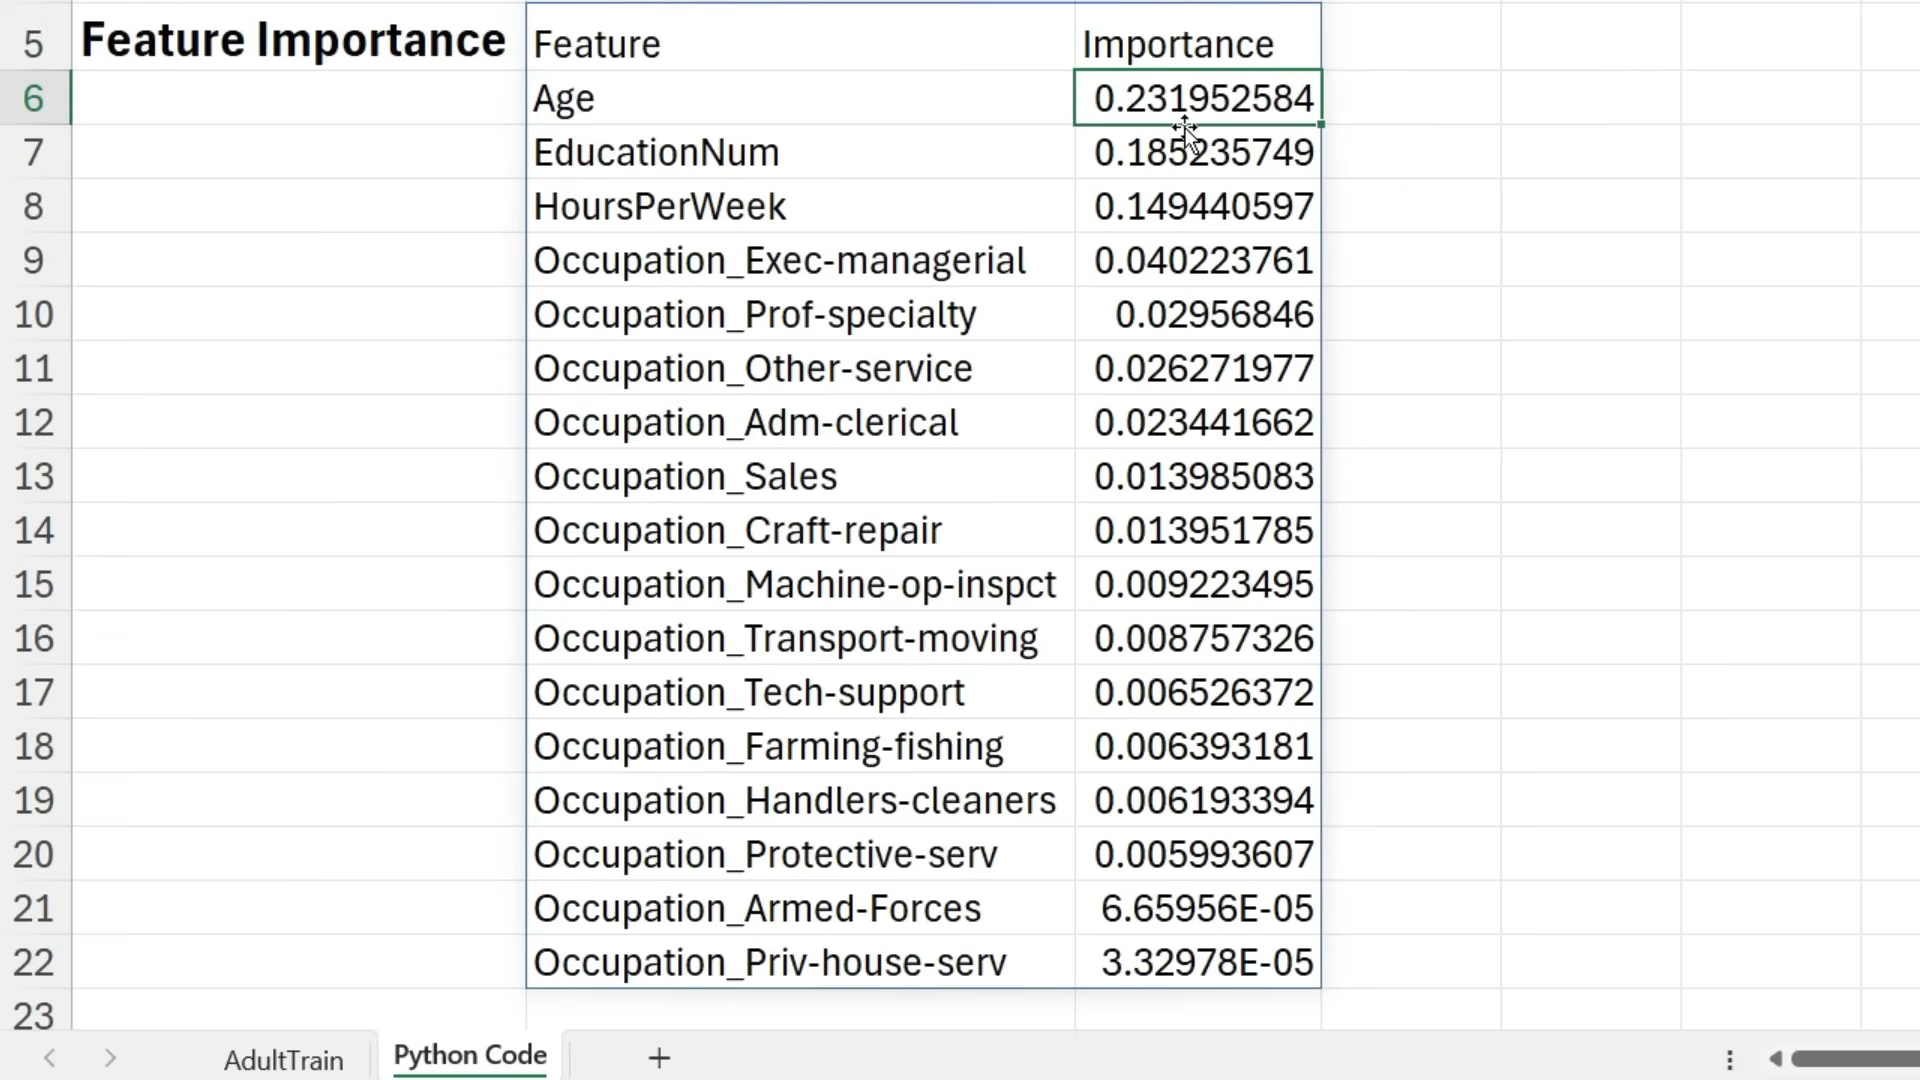 5 Feature Importance Feature Importance
6 Age 0.231952584
7 EducationNum 0.185235749
8 HoursPerWeek 0.149440597
9 Occupation_Exec-managerial 0.040223761
10 Occupation_Prof-specialty 0.02956846
11 Occupation_Other-service 0.026271977
12 Occupation_Adm-clerical 0.023441662
13 Occupation_Sales 0.013985083
14 Occupation_Craft-repair 0.013951785
15 Occupation_Machine-op-inspct 0.009223495
16 Occupation_Transport-moving 0.008757326
17 Occupation_Tech-support 0.006526372
18 Occupation_Farming-fishing 0.006393181
19 Occupation_Handlers-cleaners 0.006193394
20 Occupation_Protective-serv 0.005993607
21 Occupation_Armed-Forces 6.65956E-05
22 Occupation_Priv-house-serv 3.32978E-05
23
AdultTrain Python Code